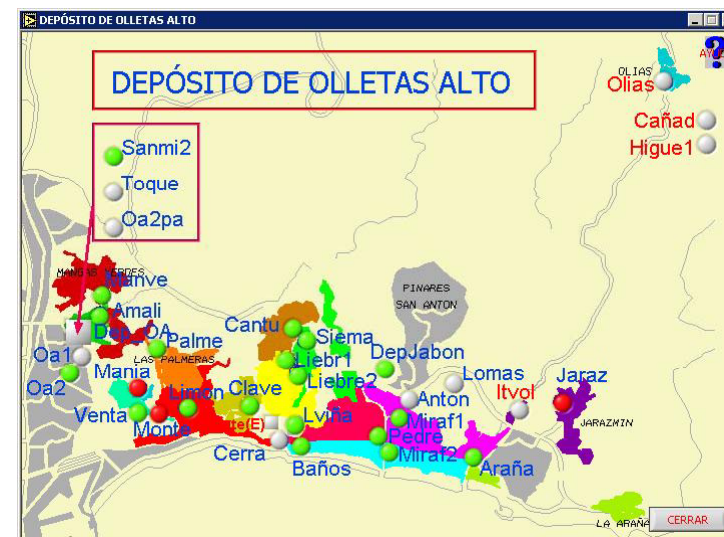 DEPÓSITO DE OLLETAS ALTO
DEPÓSITO DE OLLETAS ALTO
OLIAS
Olias
Cañad
Higue1
Sanmi2
Toque
Oa2pa
MANGAS VERDES
Manve
Amali
Dep. OA
Palme
Oa1
LAS PALMERAS
Oa2
Mania
Venta
Limon
Monte
Clave
Cantu
Siema
Liebr1
Liebre2
Lviña
te(E)
Cerra
Baños
PINARES
SAN ANTON
DepJabon
Lomas
Anton
Miraf1
Pedre
Miraf2
Araña
Itvol
Jaraz
JARAZMIN
LA ARAÑA
CERRAR